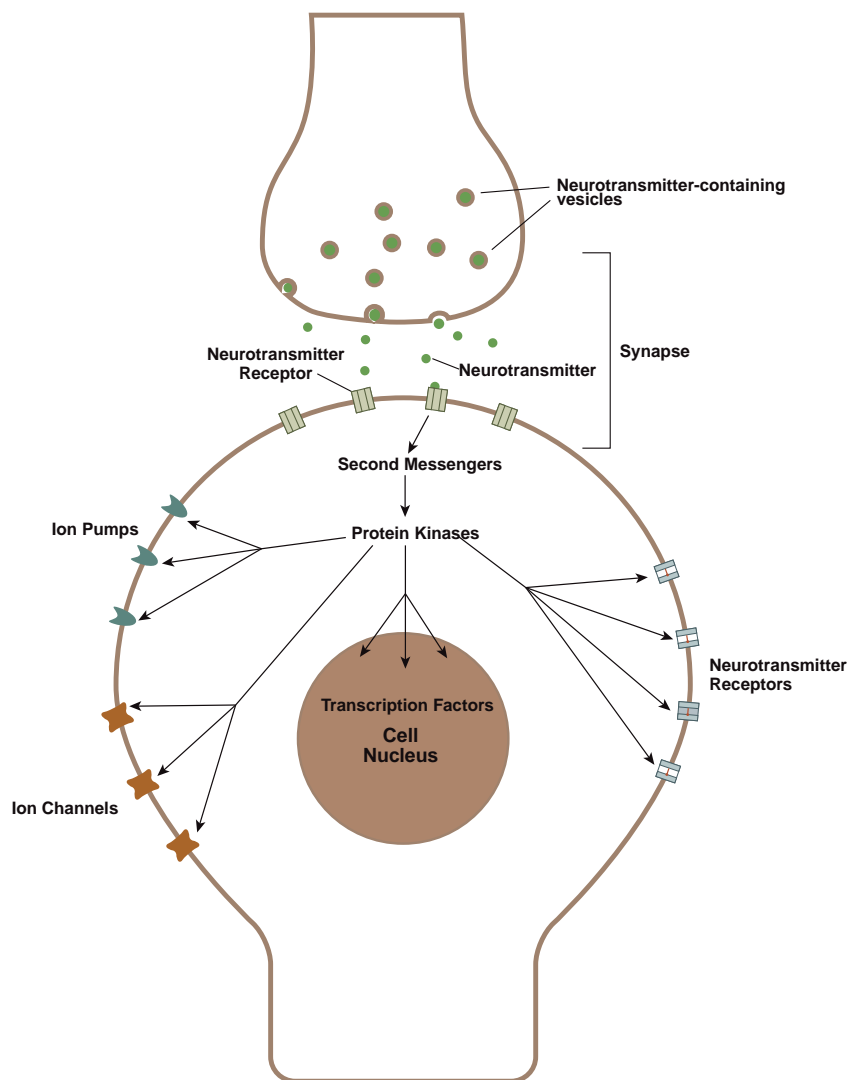 Neurotransmitter-containing
vesicles
Synapse
Neurotransmitter
Receptor
Neurotransmitter
Second Messengers
Ion Pumps
Protein Kinases
Neurotransmitter
Receptors
Transcription Factors
Cell
Nucleus
Ion Channels